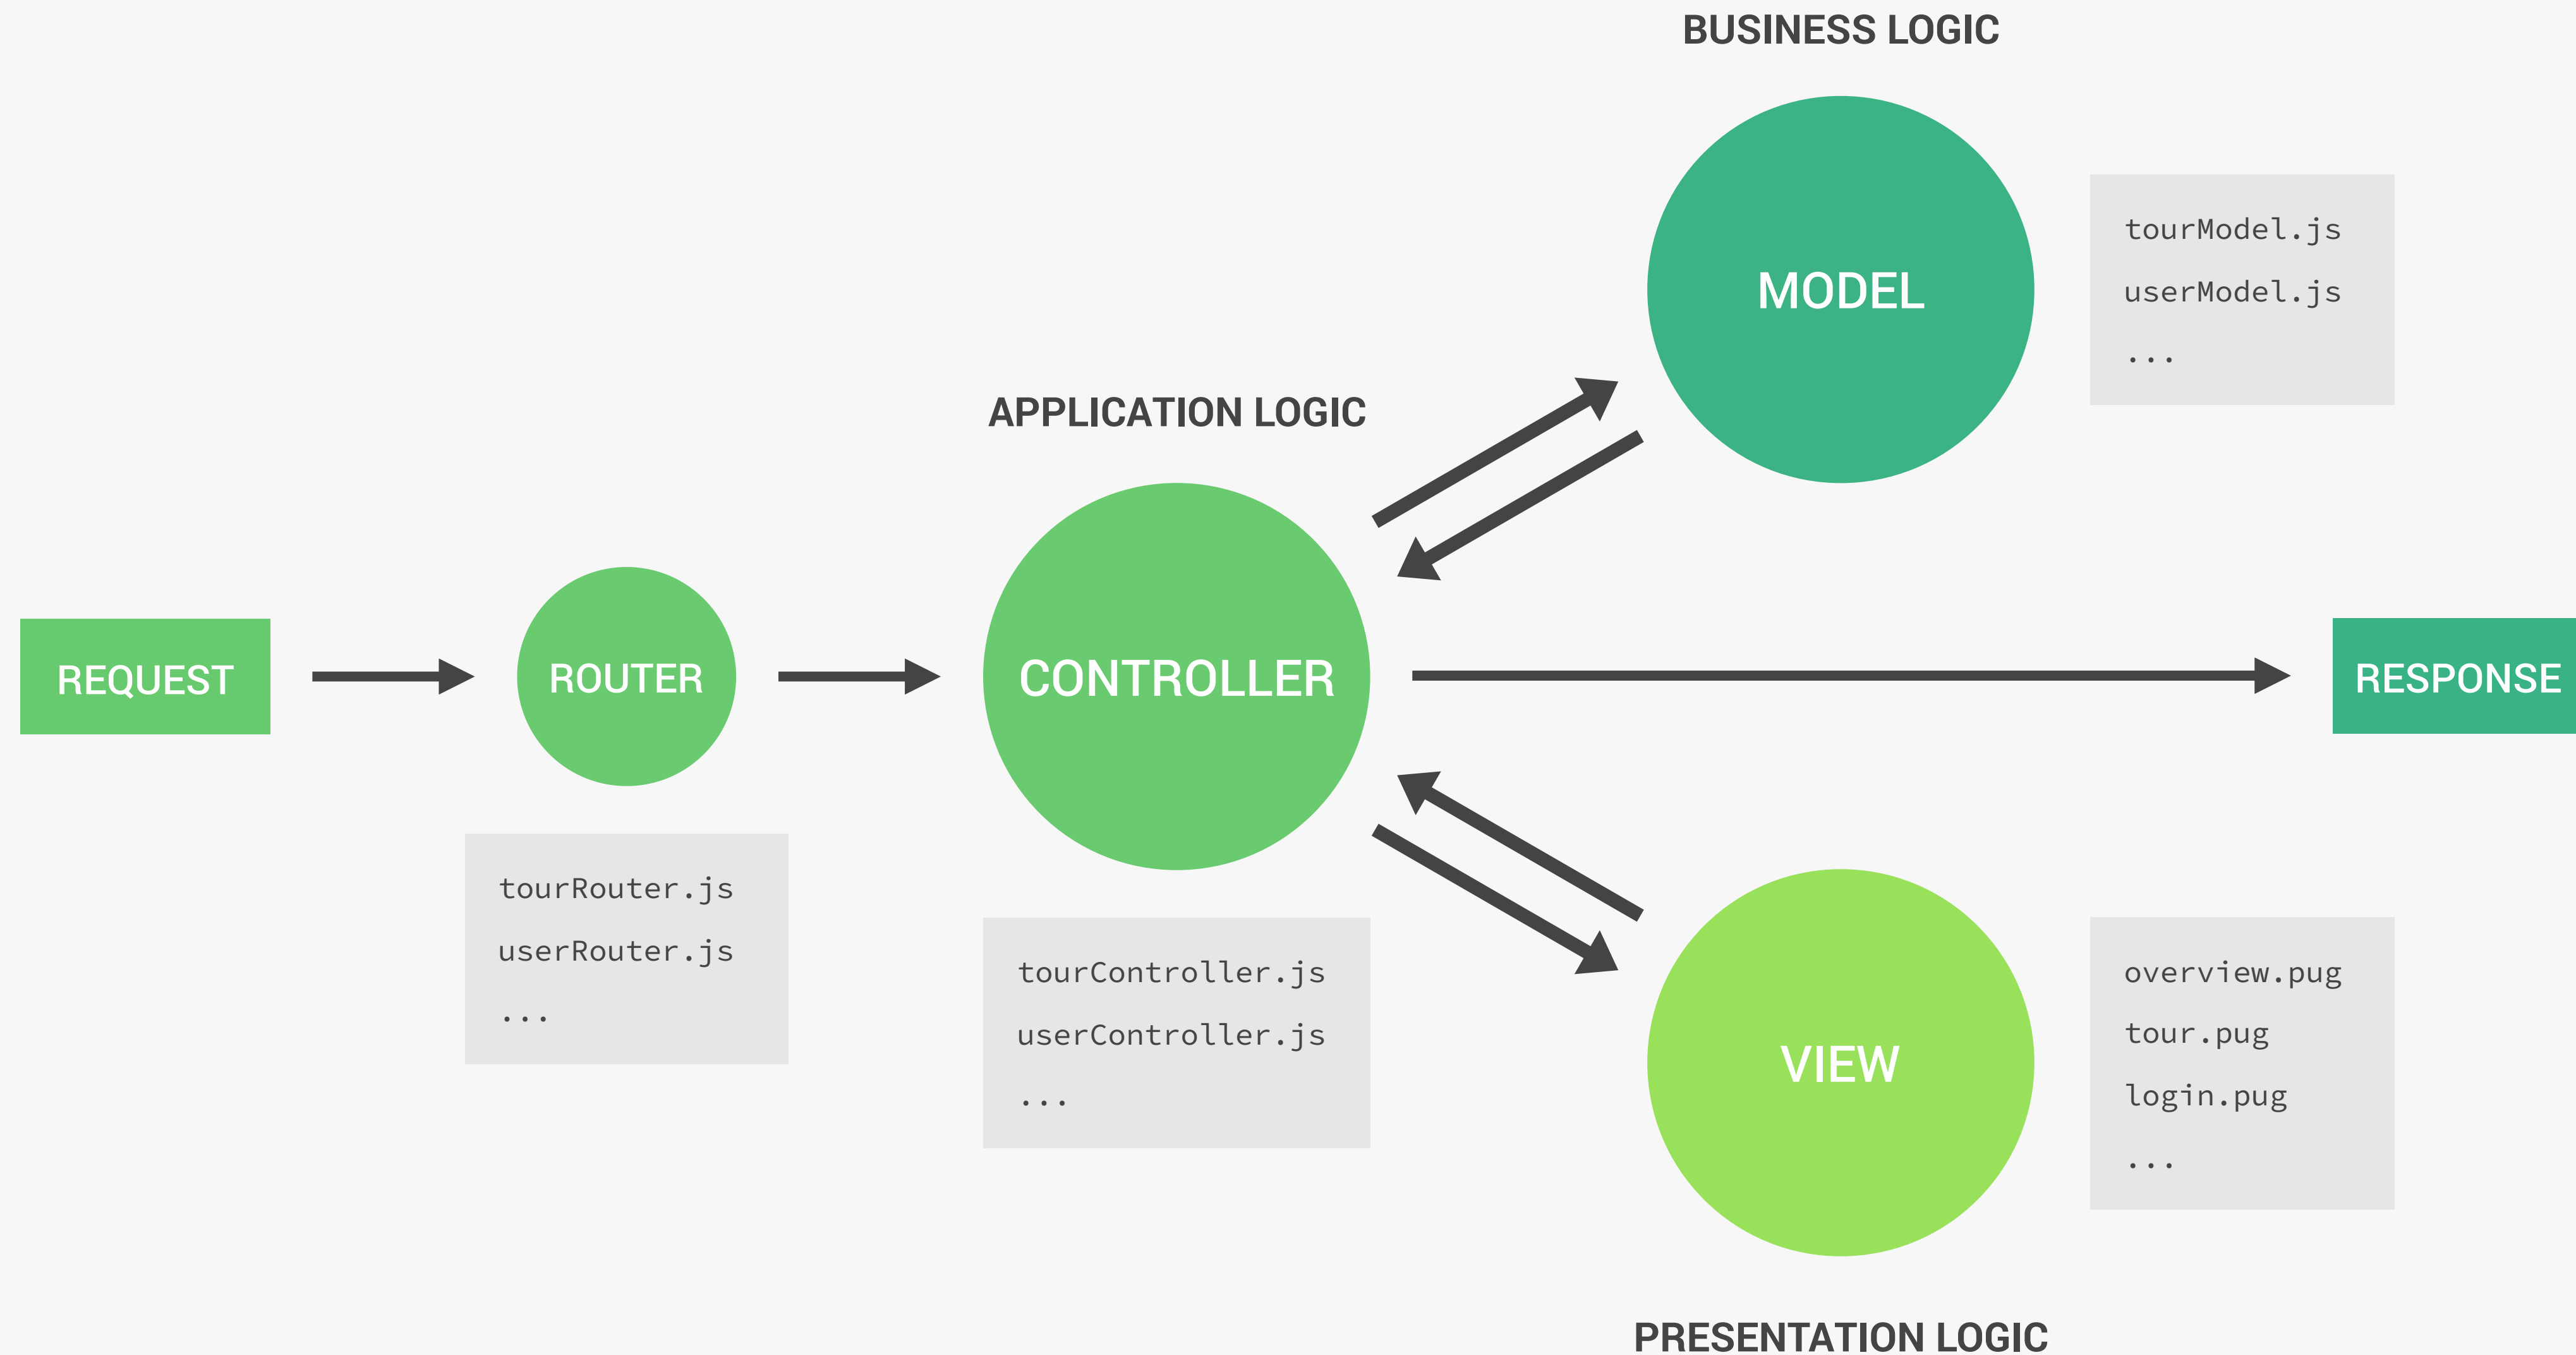 BUSINESS LOGIC
MODEL
tourModel.js
userModel.js
...
APPLICATION LOGIC
REQUEST
ROUTER
CONTROLLER
RESPONSE
tourRouter.js
userRouter.js
...
tourController.js
userController.js
...
VIEW
overview.pug
tour.pug
login.pug
...
PRESENTATION LOGIC